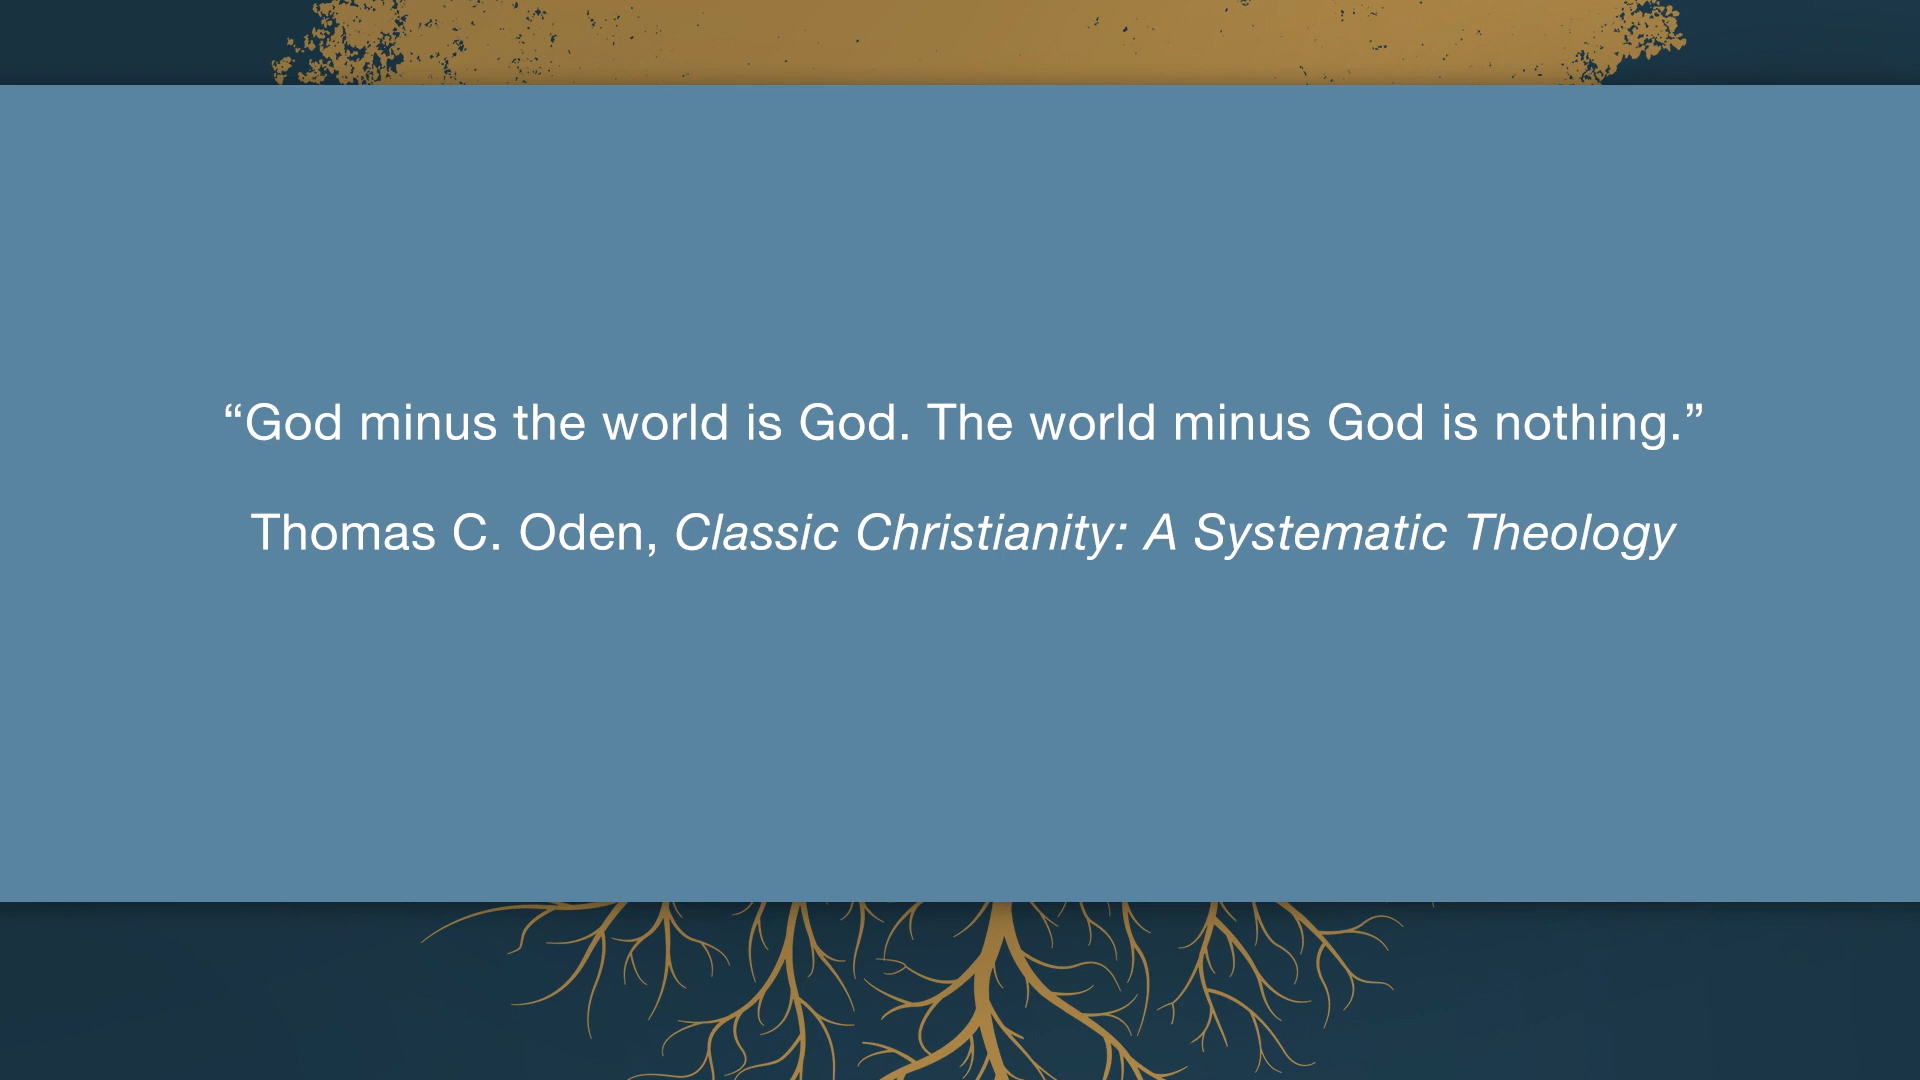 “God minus the world is God. The world minus God is nothing.”
Thomas C. Oden, Classic Christianity: A Systematic Theology